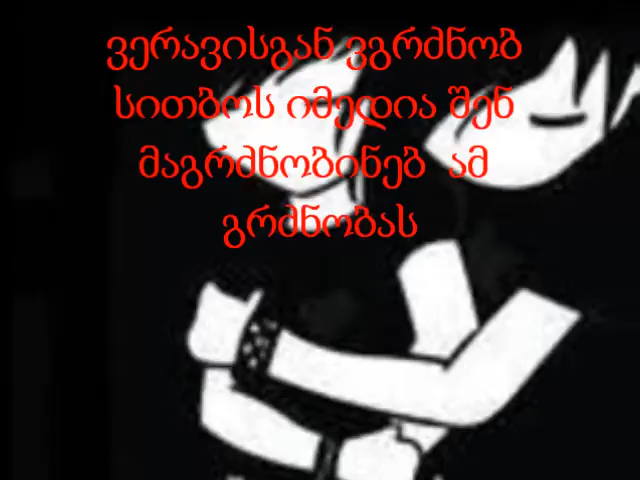 ვერავისგან ვგრძნობ
სითბოს იმედია შენ
მაგრძნობინებ ამ
გრძნობას